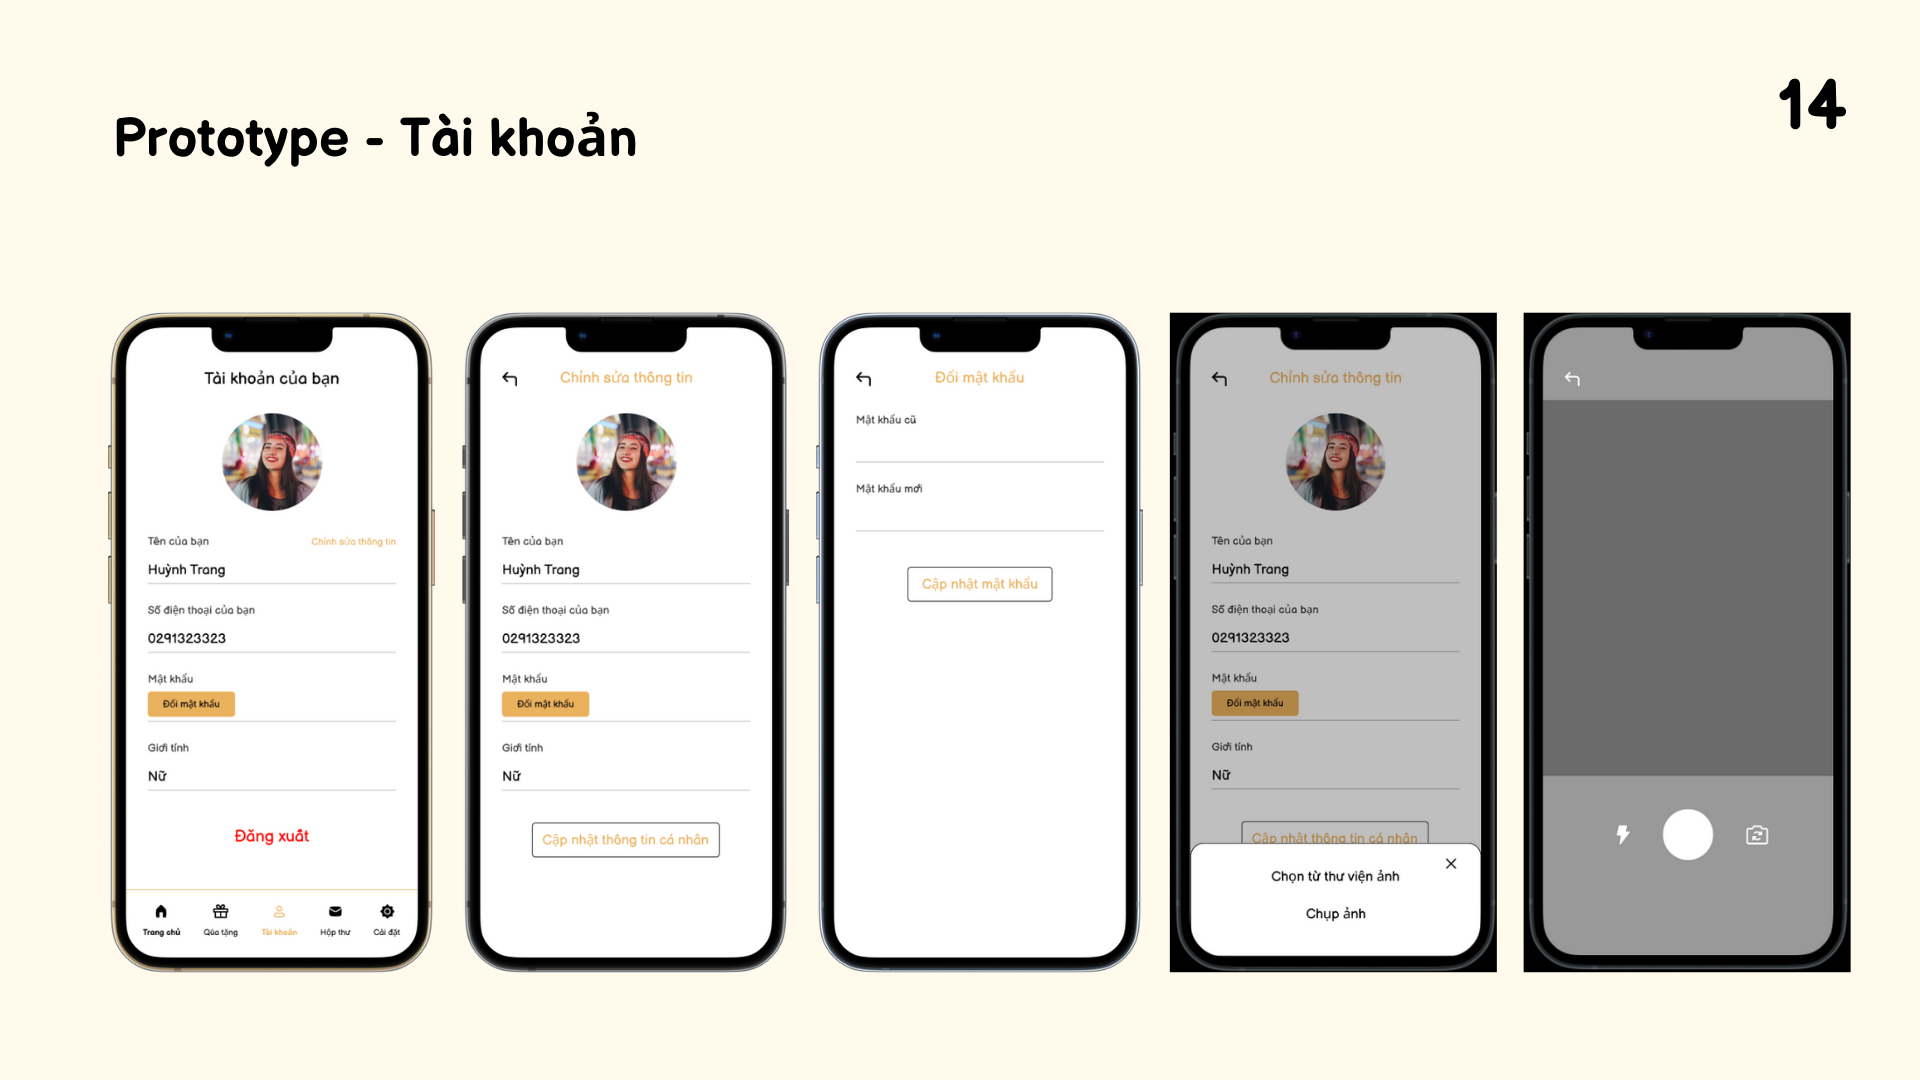 Prototype - Tài khoản
14
Tài khoản của bạn
Tên của bạn
Chỉnh sửa thông tin
Huỳnh Trang
Số điện thoại của bạn
0291323323
Mật khẩu
Đổi mật khẩu
Giới tính
Nữ
Đăng xuất
Trang chủ
Qùa tặng
Tài khoản
Hộp thư
Cài đặt
Chỉnh sửa thông tin
Tên của bạn
Huỳnh Trang
Số điện thoại của bạn
0291323323
Mật khẩu
Đổi mật khẩu
Giới tính
Nữ
Cập nhật thông tin cá nhân
Đổi mật khẩu
Mật khẩu cũ
Mật khẩu mới
Cập nhật mật khẩu
Chỉnh sửa thông tin
Tên của bạn
Huỳnh Trang
Số điện thoại của bạn
0291323323
Mật khẩu
Đổi mật khẩu
Giới tính
Nữ
Cập nhật thông tin cá nhân
Chọn từ thư viện ảnh
Chụp ảnh